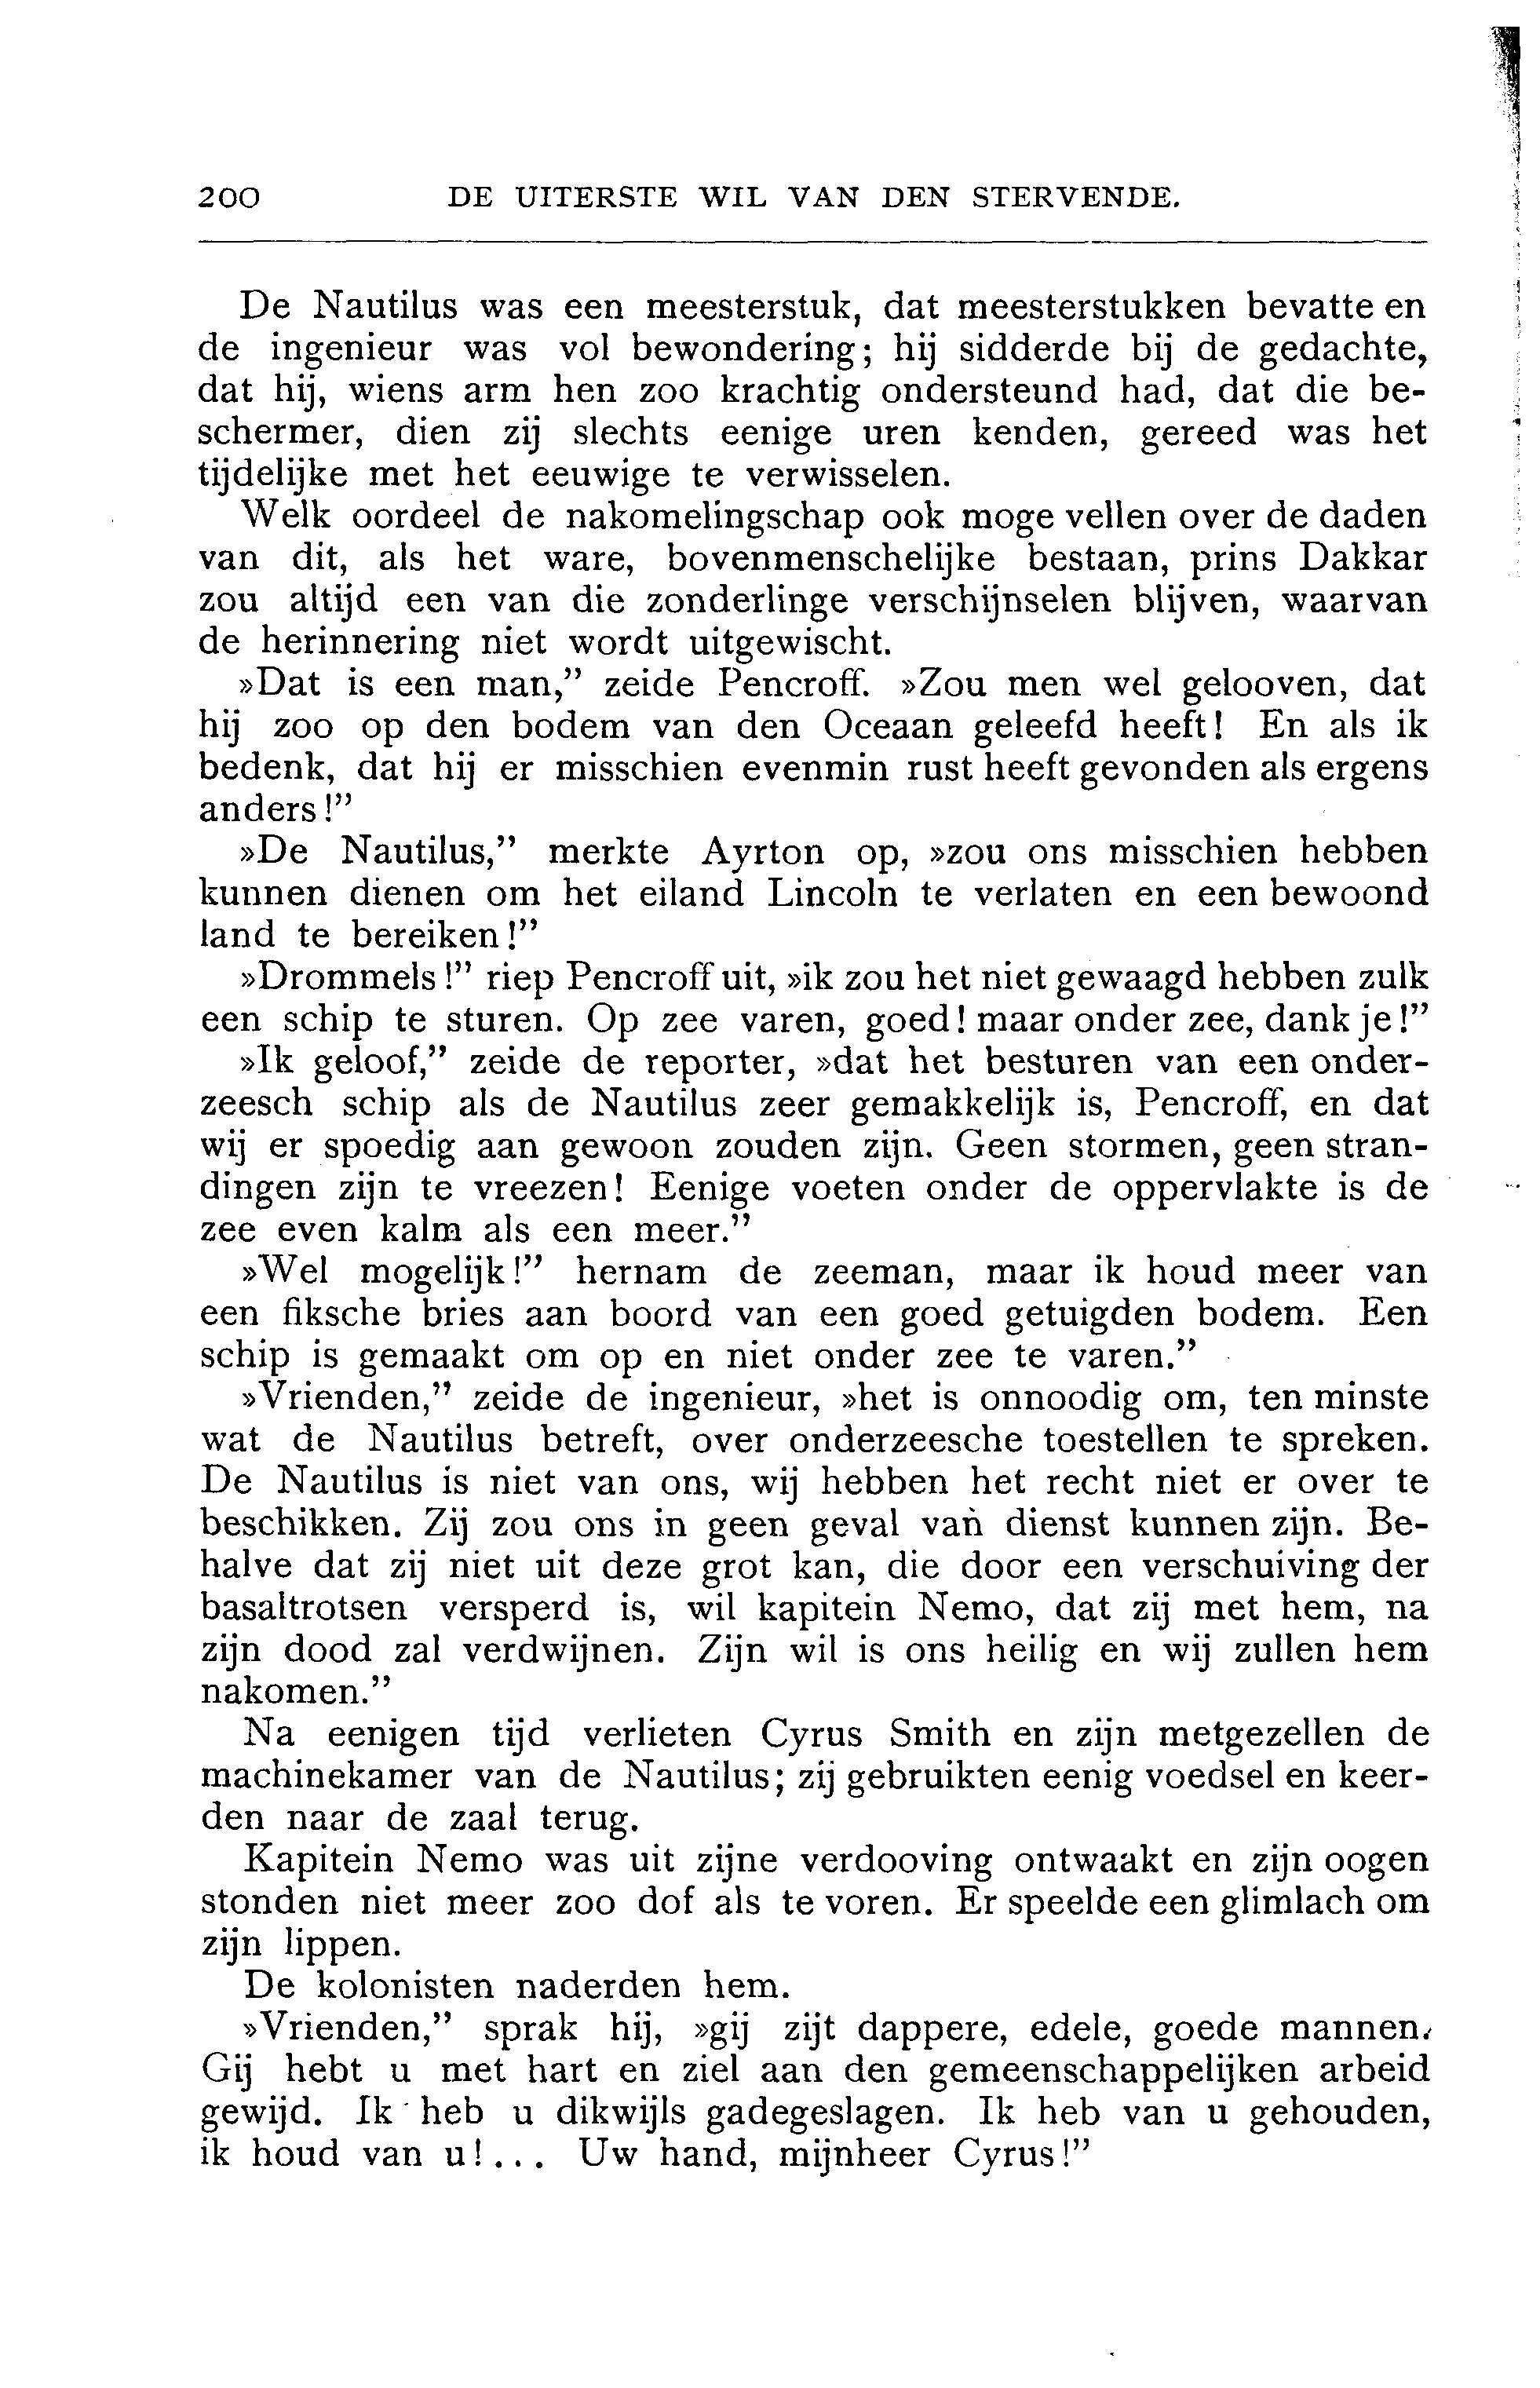 200 DE UITERSTE WIL VAN DEN STERVENDE.
De Nautilus was een meesterstuk, dat meesterstukken bevatte en
de ingenieur was vol bewondering; hij sidderde bij de gedachte,
dat hij, wiens arm hen zoo krachtig ondersteund had, dat die be-
schermer, dien zij slechts eenige uren kenden, gereed was het
tijdelijke met het eeuwige te verwisselen.
Welk oordeel de nakomelingschap ook moge vellen over de daden
van dit, als het ware, bovenmenschelijke bestaan, prins Dakkar
zou altijd een van die zonderlinge verschijnselen blijven, waarvan
de herinnering niet wordt uitgewischt.
»Dat is een man,” zeide Pencroff. »Zou men wel gelooven, dat
hij zoo op den bodem van den Oceaan geleefd heeft! En als ik
bedenk, dat hij er misschien evenmin rust heeft gevonden als ergens
anders!”
»De Nautilus,” merkte Ayrton op, »zou ons misschien hebben
kunnen dienen om het eiland Lincoln te verlaten en een bewoond
land te bereiken!”
»Drommels!” riep Pencroff uit, »ik zou het niet gewaagd hebben zulk
een schip te sturen. Op zee varen, goed! maar onder zee, dank je!”
»Ik geloof,” zeide de reporter, »dat het besturen van een onder-
zeesch schip als de Nautilus zeer gemakkelijk is, Pencroff, en dat
wij er spoedig aan gewoon zouden zijn. Geen stormen, geen stran-
dingen zijn te vreezen! Eenige voeten onder de oppervlakte is de
zee even kalm als een meer.”
»Wel mogelijk!” hernam de zeeman, maar ik houd meer van
een fiksche bries aan boord van een goed getuigden bodem. Een
schip is gemaakt om op en niet onder zee te varen.”
»Vrienden,” zeide de ingenieur, »het is onnoodig om, ten minste
wat de Nautilus betreft, over onderzeesche toestellen te spreken.
De Nautilus is niet van ons, wij hebben het recht niet er over te
beschikken. Zij zou ons in geen geval van dienst kunnen zijn. Be-
halve dat zij niet uit deze grot kan, die door een verschuiving der
basaltrotsen versperd is, wil kapitein Nemo, dat zij met hem, na
zijn dood zal verdwijnen. Zijn wil is ons heilig en wij zullen hem
nakomen.”
Na eenigen tijd verlieten Cyrus Smith en zijn metgezellen de
machinekamer van de Nautilus; zij gebruikten eenig voedsel en keer-
den naar de zaal terug.
Kapitein Nemo was uit zijne verdooving ontwaakt en zijn oogen
stonden niet meer zoo dof als te voren. Er speelde een glimlach om
zijn lippen.
De kolonisten naderden hem.
»Vrienden,” sprak hij, »gij zijt dappere, edele, goede mannen.
Gij hebt u met hart en ziel aan den gemeenschappelijken arbeid
gewijd. Ik heb u dikwijls gadegeslagen. Ik heb van u gehouden,
ik houd van u!... Uw hand, mijnheer Cyrus!”